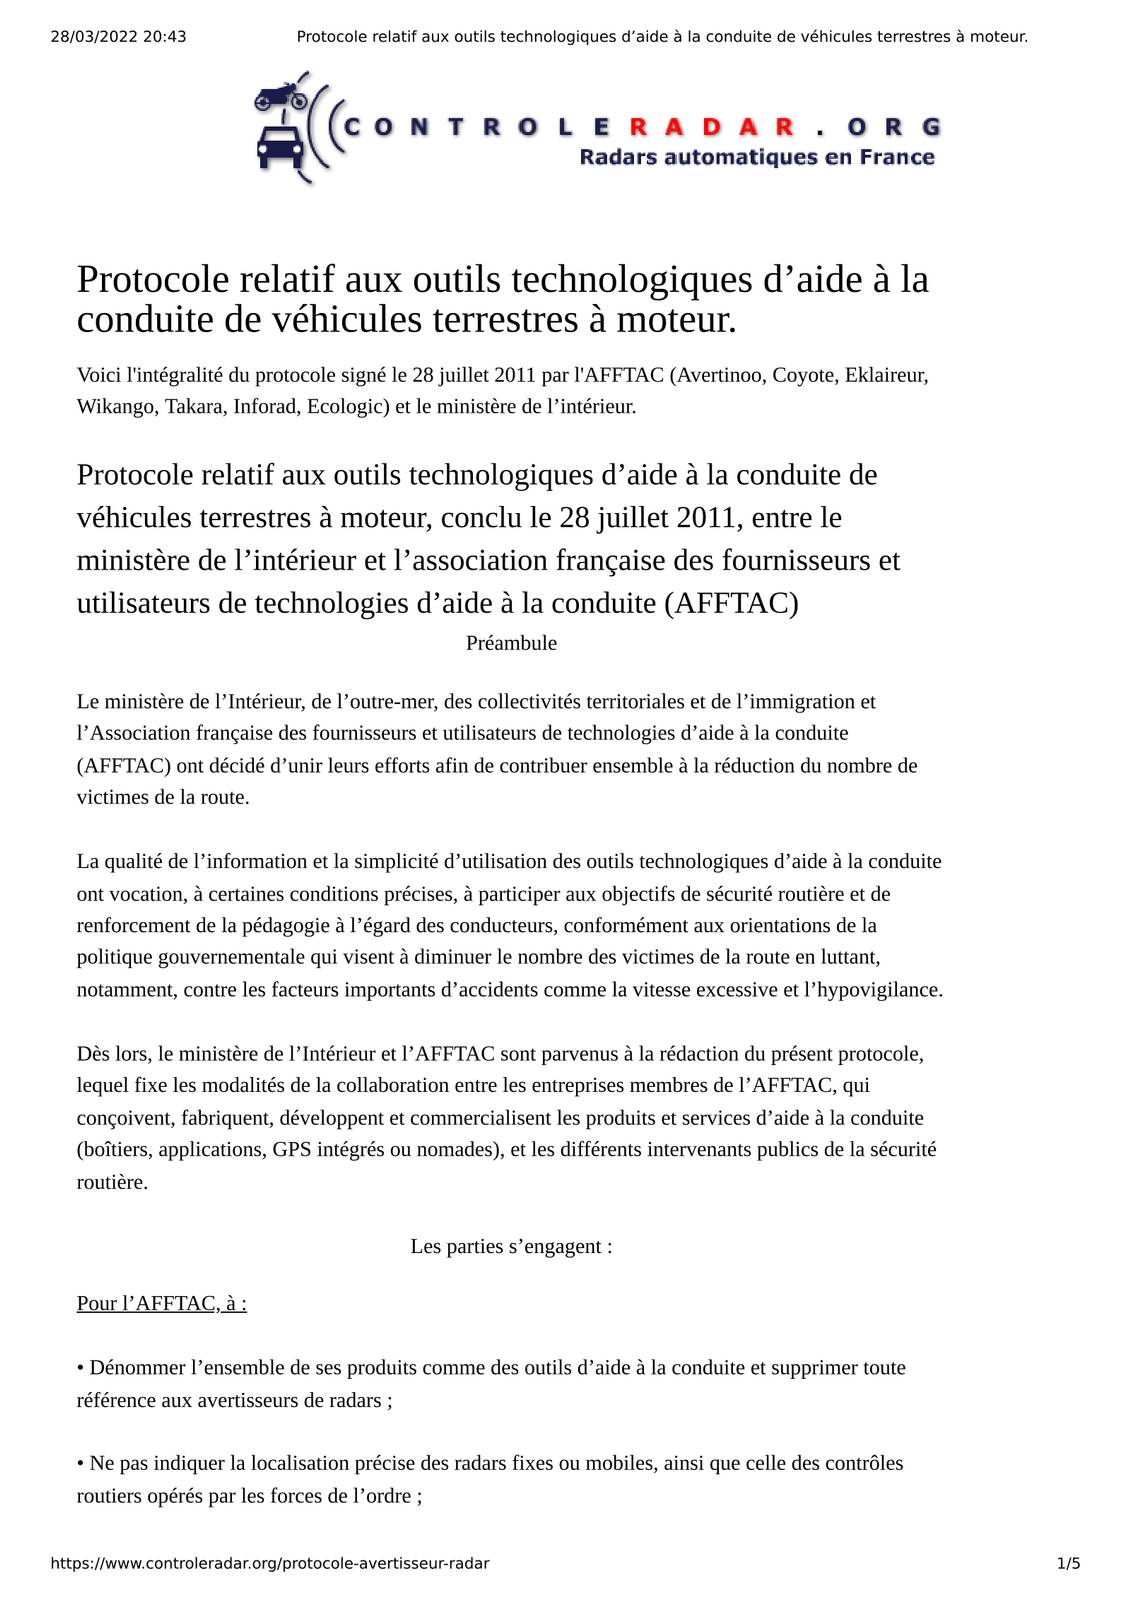 28/03/2022 20:43 Protocole relatif aux outils technologiques d’aide à la conduite de véhicules terrestres à moteur.
CONTROLERADAR.ORG
Radars automatiques en France
Protocole relatif aux outils technologiques d’aide à la
conduite de véhicules terrestres à moteur.
Voici l'intégralité du protocole signé le 28 juillet 2011 par l'AFFTAC (Avertinoo, Coyote, Eklaireur,
Wikango, Takara, Inforad, Ecologic) et le ministère de l’intérieur.
Protocole relatif aux outils technologiques d’aide à la conduite de
véhicules terrestres à moteur, conclu le 28 juillet 2011, entre le
ministère de l’intérieur et l’association française des fournisseurs et
utilisateurs de technologies d’aide à la conduite (AFFTAC)
Préambule
Le ministère de l’Intérieur, de l’outre-mer, des collectivités territoriales et de l’immigration et
l’Association française des fournisseurs et utilisateurs de technologies d’aide à la conduite
(AFFTAC) ont décidé d’unir leurs efforts afin de contribuer ensemble à la réduction du nombre de
victimes de la route.
La qualité de l’information et la simplicité d’utilisation des outils technologiques d’aide à la conduite
ont vocation, à certaines conditions précises, à participer aux objectifs de sécurité routière et de
renforcement de la pédagogie à l’égard des conducteurs, conformément aux orientations de la
politique gouvernementale qui visent à diminuer le nombre des victimes de la route en luttant,
notamment, contre les facteurs importants d’accidents comme la vitesse excessive et l’hypovigilance.
Dès lors, le ministère de l’Intérieur et l’AFFTAC sont parvenus à la rédaction du présent protocole,
lequel fixe les modalités de la collaboration entre les entreprises membres de l’AFFTAC, qui
conçoivent, fabriquent, développent et commercialisent les produits et services d’aide à la conduite
(boîtiers, applications, GPS intégrés ou nomades), et les différents intervenants publics de la sécurité
routière.
Les parties s’engagent :
Pour l’AFFTAC, à :
• Dénommer l’ensemble de ses produits comme des outils d’aide à la conduite et supprimer toute
référence aux avertisseurs de radars ;
• Ne pas indiquer la localisation précise des radars fixes ou mobiles, ainsi que celle des contrôles
routiers opérés par les forces de l’ordre ;
https://www.controleradar.org/protocole-avertisseur-radar 1/5